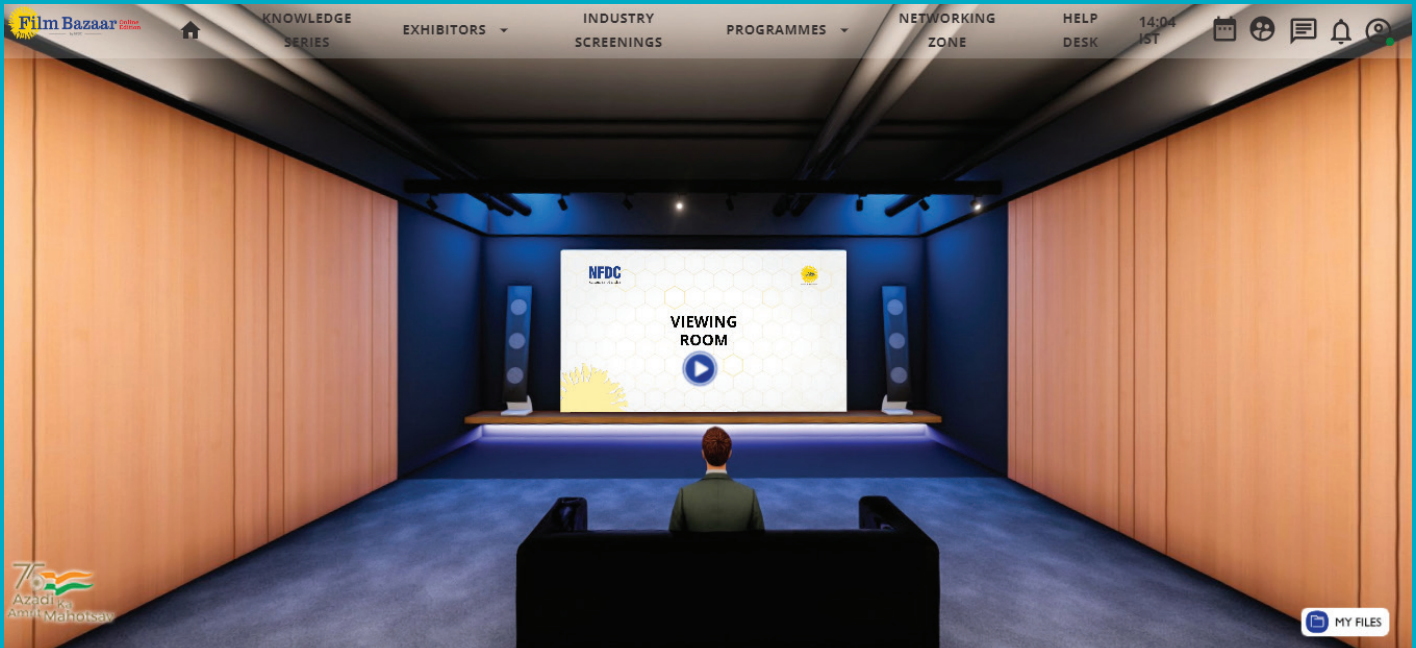 Film Bazaar Online Edition
KNOWLEDGE
SERIES
EXHIBITORS
INDUSTRY
SCREENINGS
PROGRAMMES
NETWORKING
ZONE
HELP
DESK
14:04
IST
NFDC
VIEWING
ROOM
75
Azadi Ka
Amrit Mahotsav
MY FILES